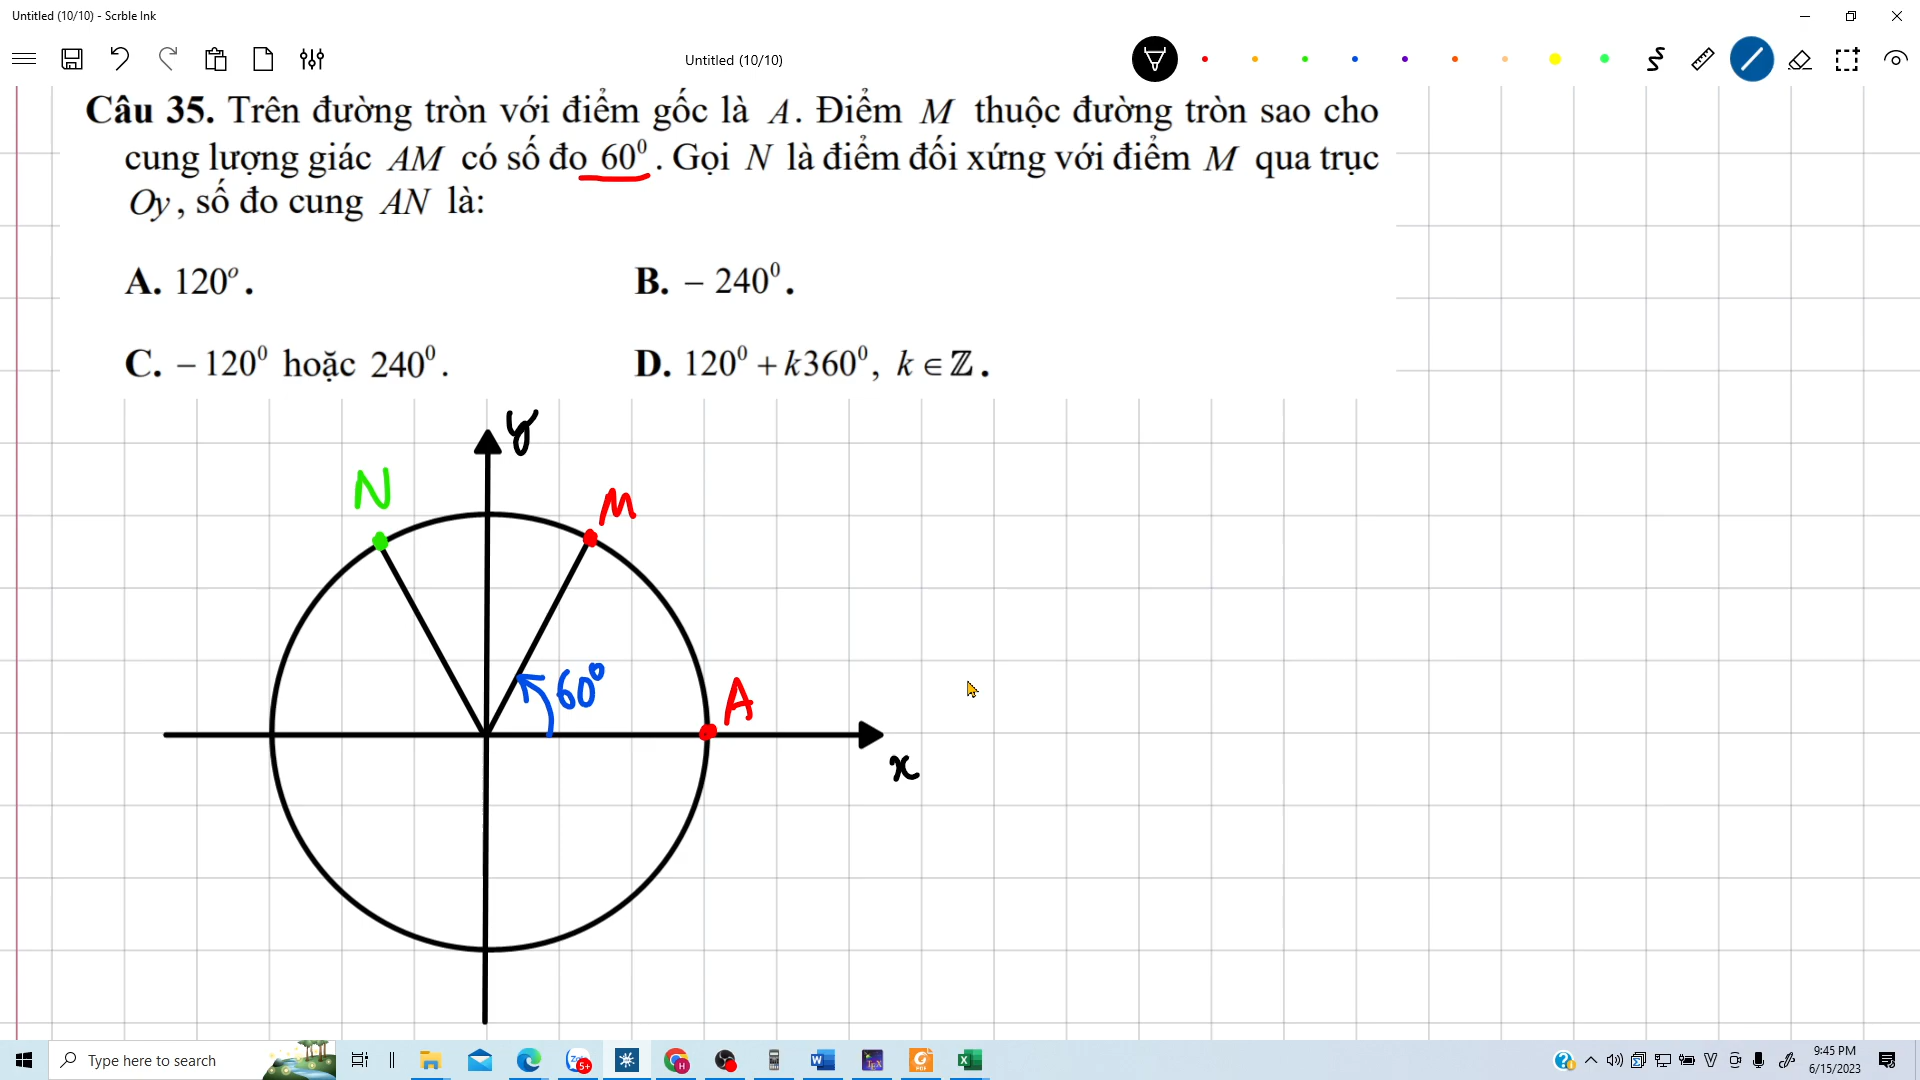 Untitled (10/10) - Scrble Ink
Untitled (10/10)
Câu 35. Trên đường tròn với điểm gốc là A. Điểm M thuộc đường tròn sao cho
cung lượng giác AM có số đo 60⁰. Gọi N là điểm đối xứng với điểm M qua trục
Oy, số đo cung AN là:
A. 120ᵒ. B. – 240⁰.
C. – 120⁰ hoặc 240⁰. D. 120⁰ + k360⁰, k ∈ ℤ.
y
N
M
60⁰
A
x
Type here to search
5+
9:45 PM
6/15/2023